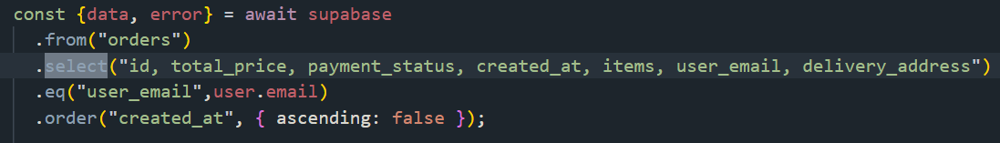 const {data, error} = await supabase
.from("orders")
.select("id, total_price, payment_status, created_at, items, user_email, delivery_address")
.eq("user_email",user.email)
.order("created_at", { ascending: false });